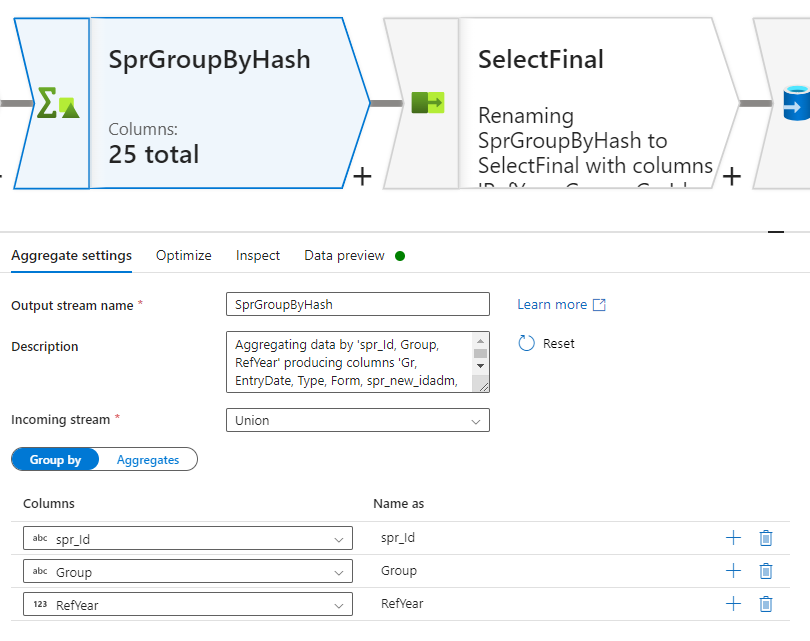 SprGroupByHash
Columns:
25 total
+
SelectFinal
Renaming
SprGroupByHash to
SelectFinal with columns
+
Aggregate settings
Optimize
Inspect
Data preview
Output stream name *
SprGroupByHash
Learn more
Description
Aggregating data by 'spr_Id, Group,
RefYear' producing columns 'Gr,
EntryDate, Type, Form, spr_new_idadm,
Reset
Incoming stream *
Union
Group by
Aggregates
Columns
Name as
abc spr_Id
spr_Id
abc Group
Group
123 RefYear
RefYear